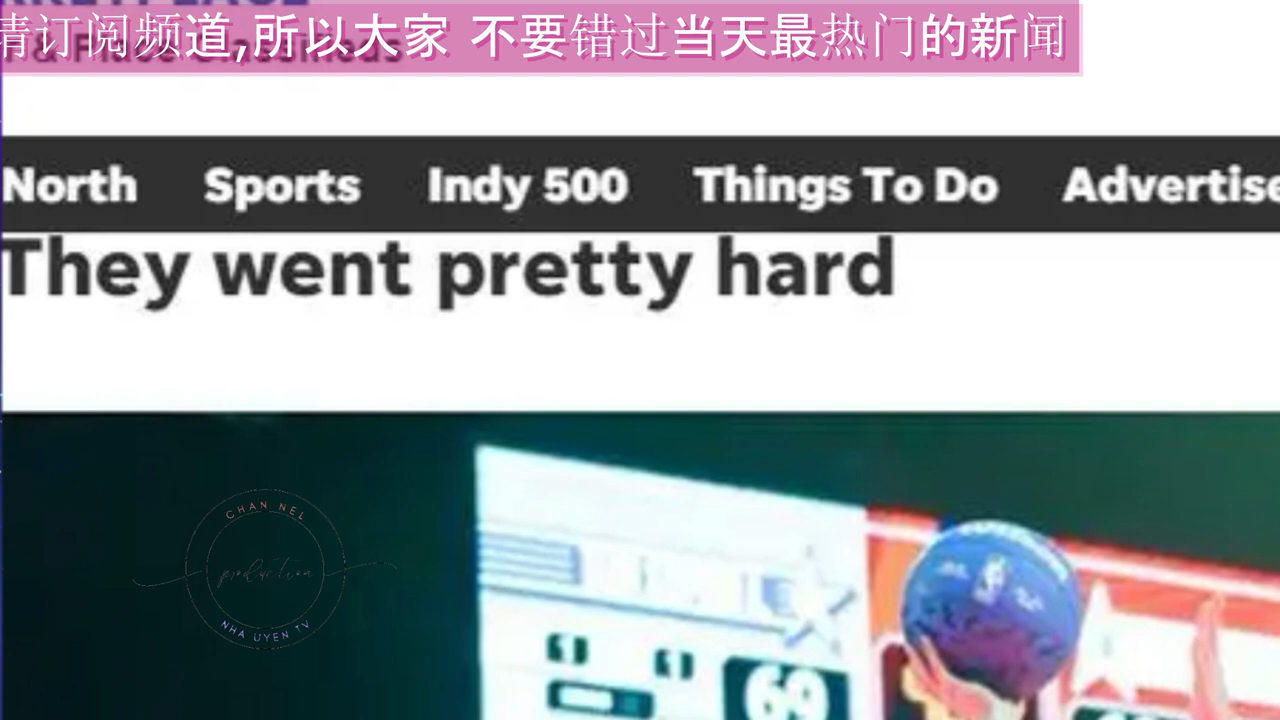 请订阅频道,所以大家 不要错过当天最热门的新闻
North Sports Indy 500 Things To Do Advertise
They went pretty hard
69
CHAN NEL
production
NHA UYEN TV